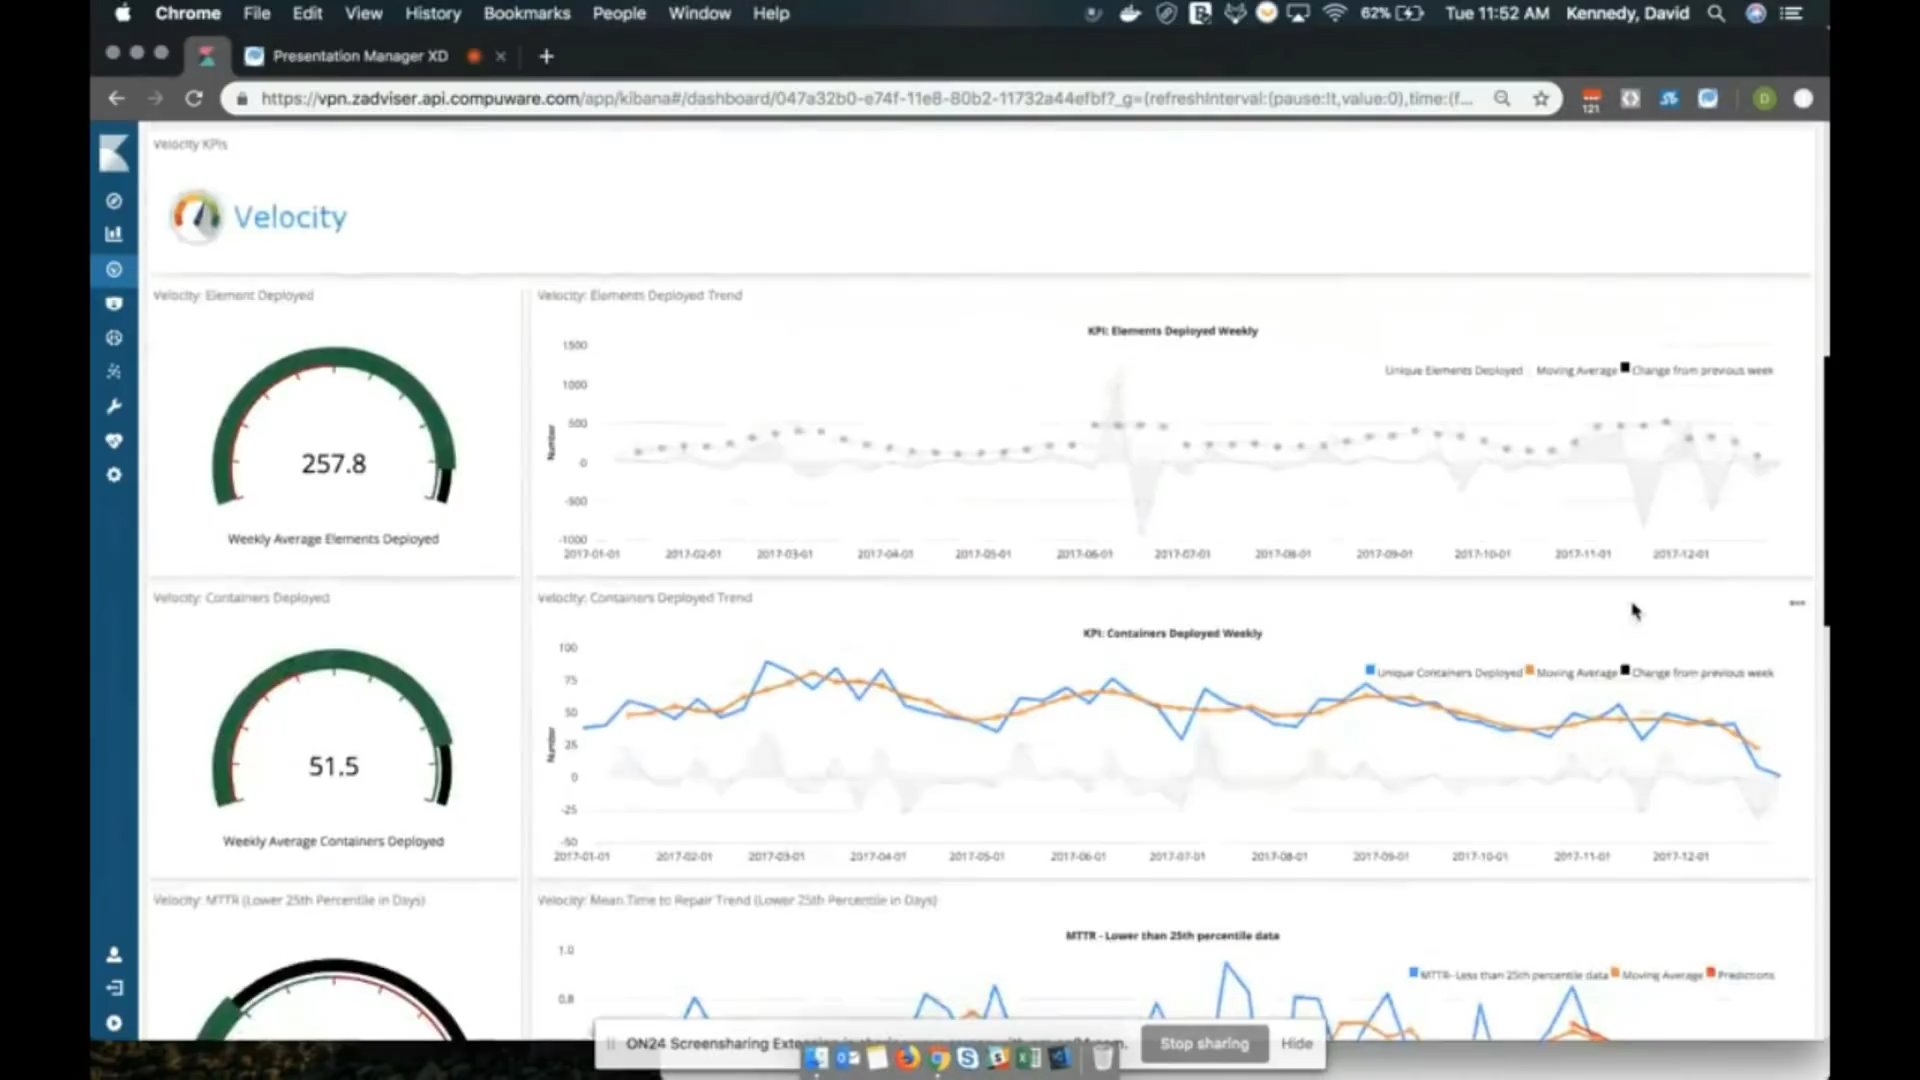 Chrome File Edit View History Bookmarks People Window Help 62% Tue 11:52 AM Kennedy, David
Presentation Manager XD
https://vpn.zadviser.api.compuware.com/app/kibana#/dashboard/047a32b0-e74f-11e8-80b2-11732a44efbf?_g=(refreshInterval:(pause:!t,value:0),time:(f...
121
D
Velocity KPIs
Velocity
Velocity: Element Deployed
Velocity: Elements Deployed Trend
KPI: Elements Deployed Weekly
Unique Elements Deployed Moving Average Change from previous week
1500
1000
500
0
-500
-1000
Number
257.8
Weekly Average Elements Deployed
2017-01-01 2017-02-01 2017-03-01 2017-04-01 2017-05-01 2017-06-01 2017-07-01 2017-08-01 2017-09-01 2017-10-01 2017-11-01 2017-12-01
Velocity: Containers Deployed
Velocity: Containers Deployed Trend
KPI: Containers Deployed Weekly
Unique Containers Deployed Moving Average Change from previous week
100
75
50
25
0
-25
-50
Number
51.5
Weekly Average Containers Deployed
2017-01-01 2017-02-01 2017-03-01 2017-04-01 2017-05-01 2017-06-01 2017-07-01 2017-08-01 2017-09-01 2017-10-01 2017-11-01 2017-12-01
Velocity: MTTR (Lower 25th Percentile in Days)
Velocity: Mean Time to Repair Trend (Lower 25th Percentile in Days)
MTTR - Lower than 25th percentile data
MTTR- Less than 25th percentile data Moving Average Predictions
1.0
0.8
ON24 Screensharing
Stop sharing
Hide